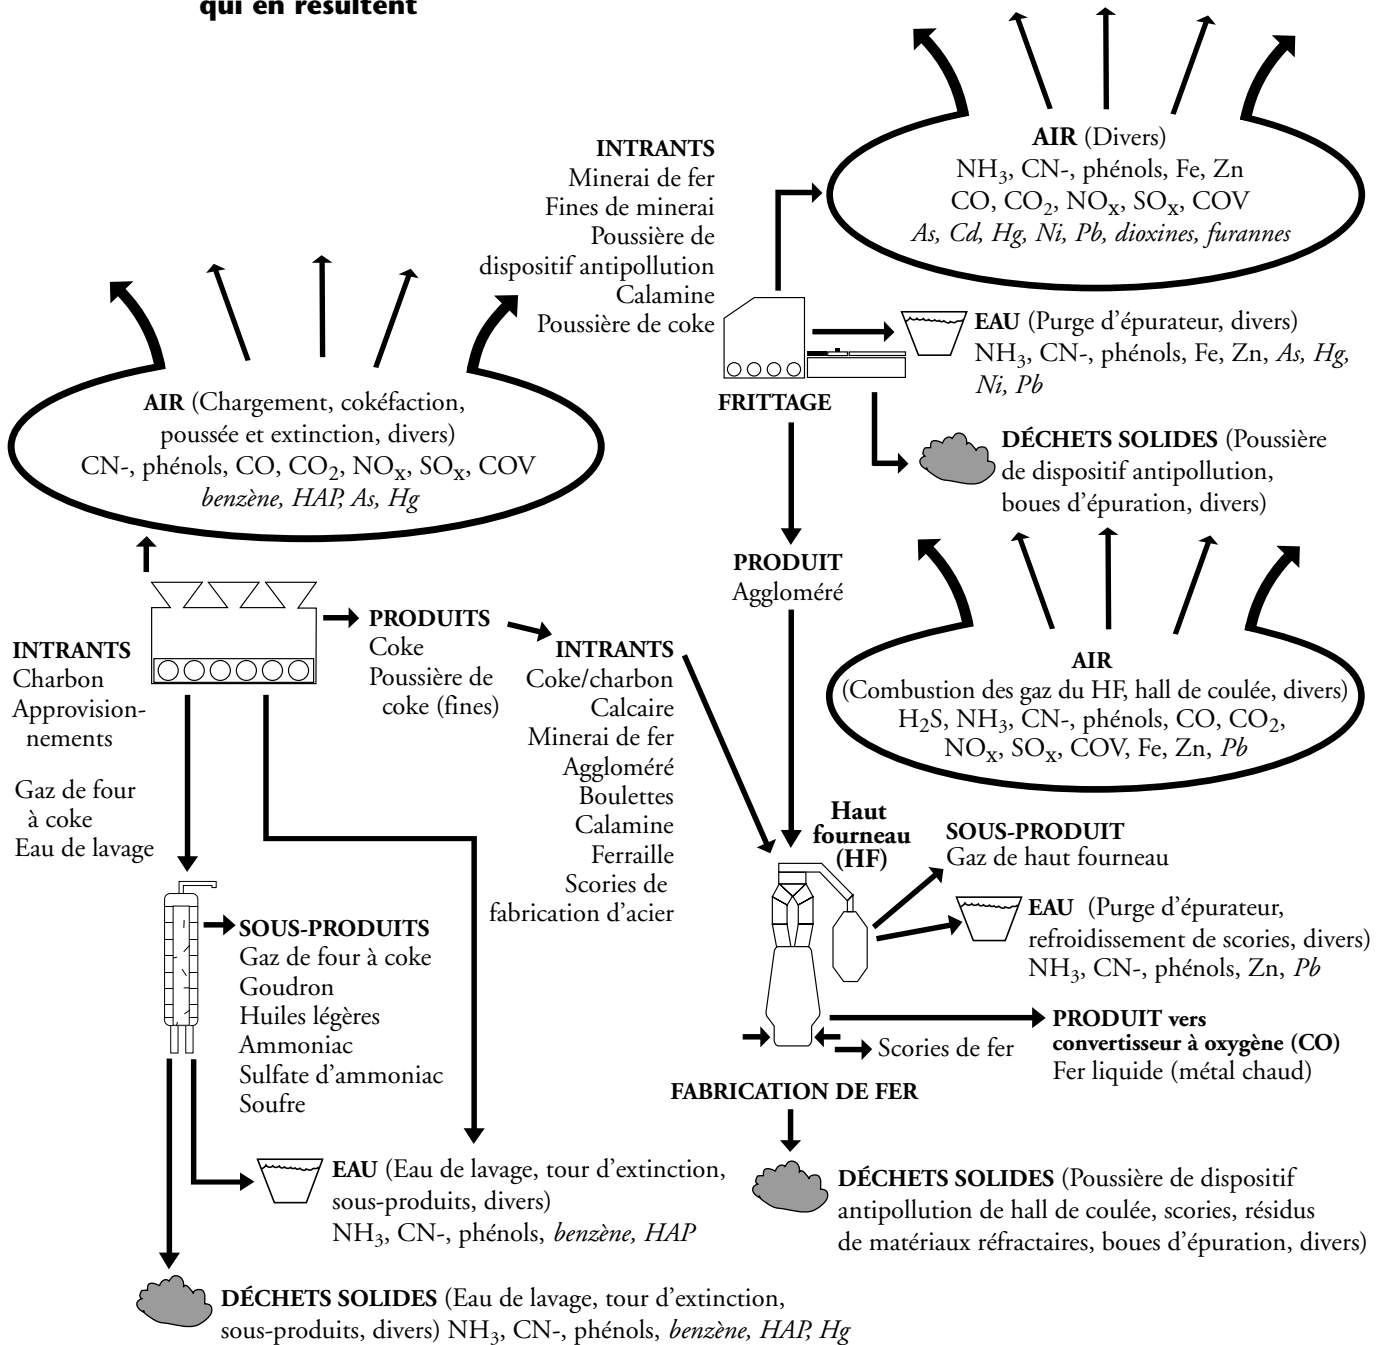 qui en résultent
AIR (Divers)
NH3, CN-, phénols, Fe, Zn
CO, CO2, NOx, SOx, COV
As, Cd, Hg, Ni, Pb, dioxines, furannes
INTRANTS
Minerai de fer
Fines de minerai
Poussière de
dispositif antipollution
Calamine
Poussière de coke
EAU (Purge d'épurateur, divers)
NH3, CN-, phénols, Fe, Zn, As, Hg,
Ni, Pb
FRITTAGE
DÉCHETS SOLIDES (Poussière
de dispositif antipollution,
boues d'épuration, divers)
AIR (Chargement, cokéfaction,
poussée et extinction, divers)
CN-, phénols, CO, CO2, NOx, SOx, COV
benzène, HAP, As, Hg
PRODUIT
Aggloméré
INTRANTS
Charbon
Approvision-
nements
Gaz de four
à coke
Eau de lavage
PRODUITS
Coke
Poussière de
coke (fines)
INTRANTS
Coke/charbon
Calcaire
Minerai de fer
Aggloméré
Boulettes
Calamine
Ferraille
Scories de
fabrication d'acier
AIR
(Combustion des gaz du HF, hall de coulée, divers)
H2S, NH3, CN-, phénols, CO, CO2,
NOx, SOx, COV, Fe, Zn, Pb
Haut
fourneau
(HF)
SOUS-PRODUIT
Gaz de haut fourneau
EAU (Purge d'épurateur,
refroidissement de scories, divers)
NH3, CN-, phénols, Zn, Pb
PRODUIT vers
convertisseur à oxygène (CO)
Fer liquide (métal chaud)
Scories de fer
FABRICATION DE FER
SOUS-PRODUITS
Gaz de four à coke
Goudron
Huiles légères
Ammoniac
Sulfate d'ammoniac
Soufre
EAU (Eau de lavage, tour d'extinction,
sous-produits, divers)
NH3, CN-, phénols, benzène, HAP
DÉCHETS SOLIDES (Poussière de dispositif
antipollution de hall de coulée, scories, résidus
de matériaux réfractaires, boues d'épuration, divers)
DÉCHETS SOLIDES (Eau de lavage, tour d'extinction,
sous-produits, divers) NH3, CN-, phénols, benzène, HAP, Hg